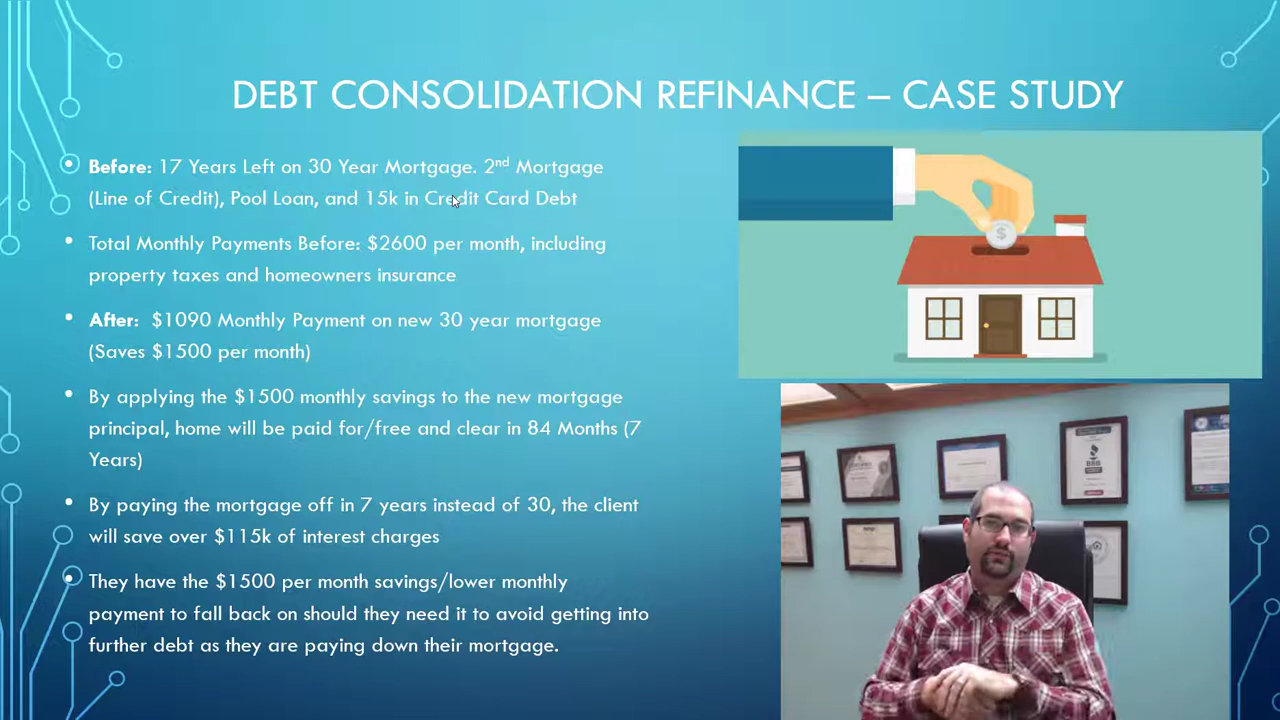 DEBT CONSOLIDATION REFINANCE – CASE STUDY
• Before: 17 Years Left on 30 Year Mortgage. 2nd Mortgage
(Line of Credit), Pool Loan, and 15k in Credit Card Debt
• Total Monthly Payments Before: $2600 per month, including
property taxes and homeowners insurance
• After: $1090 Monthly Payment on new 30 year mortgage
(Saves $1500 per month)
• By applying the $1500 monthly savings to the new mortgage
principal, home will be paid for/free and clear in 84 Months (7
Years)
• By paying the mortgage off in 7 years instead of 30, the client
will save over $115k of interest charges
• They have the $1500 per month savings/lower monthly
payment to fall back on should they need it to avoid getting into
further debt as they are paying down their mortgage.
$
BBB